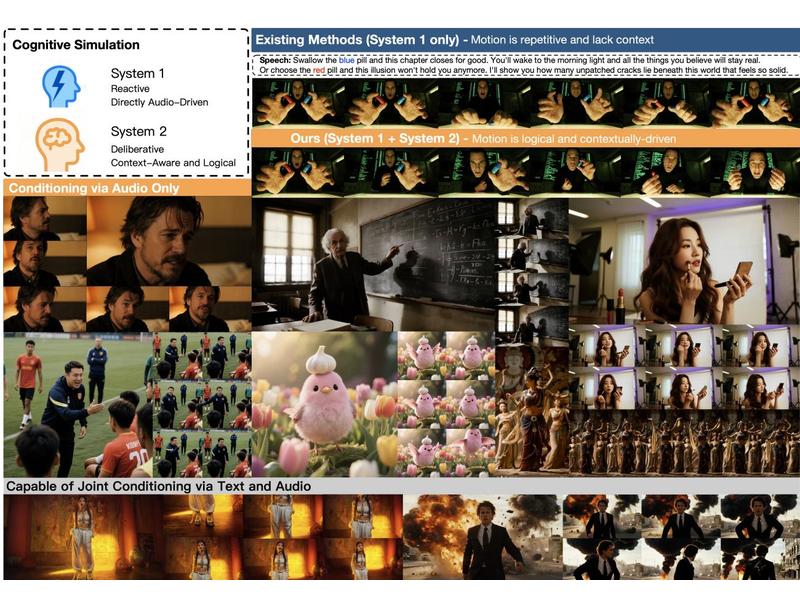 Cognitive Simulation
System 1
Reactive
Directly Audio-Driven
System 2
Deliberative
Context-Aware and Logical
Existing Methods (System 1 only) - Motion is repetitive and lack context
Speech: Swallow the blue pill and this chapter closes for good. You'll wake to the morning light and all the things you believe will stay real.
Or choose the red pill and this illusion won't hold you anymore. I'll show you how many unpatched cracks lie beneath this world that feels so solid.
Ours (System 1 + System 2) - Motion is logical and contextually-driven
Conditioning via Audio Only
Capable of Joint Conditioning via Text and Audio